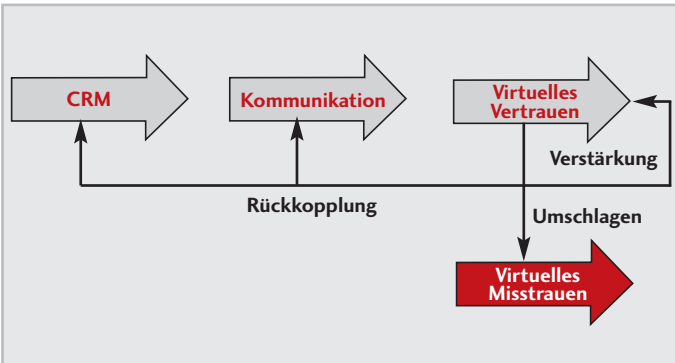 CRM
Kommunikation
Virtuelles
Vertrauen
Verstärkung
Rückkopplung
Umschlagen
Virtuelles
Misstrauen